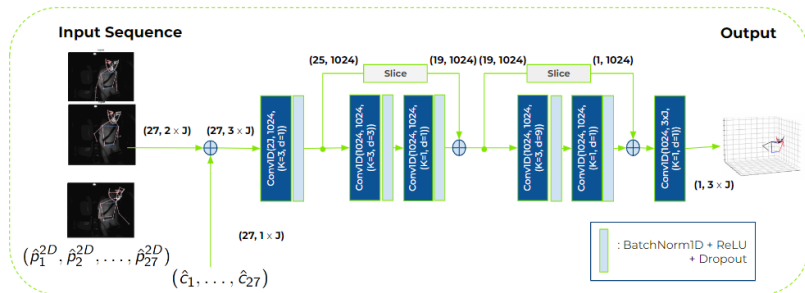 Input Sequence
Output
(25, 1024)
(19, 1024)
(19, 1024)
(1, 1024)
Slice
Slice
(27, 2 x J)
(27, 3 x J)
Conv1D(2J, 1024,
(K=3, d=1))
Conv1D(1024, 1024,
(K=3, d=3))
Conv1D(1024, 1024,
(K=1, d=1))
Conv1D(1024, 1024,
(K=3, d=9))
Conv1D(1024, 1024,
(K=1, d=1))
Conv1D(1024, 3xJ,
(K=1, d=1))
(1, 3 x J)
(27, 1 x J)
(p̂₁²ᴰ, p̂₂²ᴰ, . . . , p̂₂₇²ᴰ)
(ĉ₁, . . . , ĉ₂₇)
: BatchNorm1D + ReLU
+ Dropout